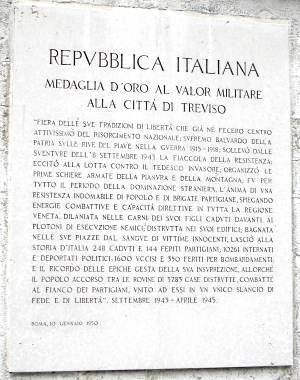 REPVBBLICA ITALIANA
MEDAGLIA D'ORO AL VALOR MILITARE
ALLA CITTÀ DI TREVISO
"FIERA DELLE SVE TRADIZIONI DI LIBERTÀ CHE GIÀ NE FECERO CENTRO
ATTIVISSIMO DEL RISORGIMENTO NAZIONALE; SVPREMO BALVARDO DELLA
PATRIA SVLLE RIVE DEL PIAVE NELLA GVERRA 1915-1918; SOLLEVÒ DALLE
SVENTVRE DELL'8 SETTEMBRE 1943 LA FIACCOLA DELLA RESISTENZA;
ECCITÒ ALLA LOTTA CONTRO IL TEDESCO INVASORE; ORGANIZZÒ LE
PRIME SCHIERE ARMATE DELLA PIANVRA E DELLA MONTAGNA, FV PER
TVTTO IL PERIODO DELLA DOMINAZIONE STRANIERA, L'ANIMA DI VNA
RESISTENZA INDOMABILE DI POPOLO E DI BRIGATE PARTIGIANE, SPIEGANDO
ENERGIE COMBATTIVE E CAPACITÀ DIRETTIVE IN TVTTA LA REGIONE
VENETA. DILANIATA NELLE CARNI DEI SVOI FIGLI CADVTI DAVANTI AI
PLOTONI DI ESECVZIONE NEMICI, DISTRVTTA NEI SVOI EDIFICI; BAGNATA
NELLE SVE PIAZZE DAL SANGVE DI VITTIME INNOCENTI, LASCIÒ ALLA
STORIA D'ITALIA 248 CADVTI E 144 FERITI PARTIGIANI; 10261 INTERNATI
E DEPORTATI POLITICI; 1600 VCCISI E 350 FERITI PER BOMBARDAMENTI,
E IL RICORDO DELLE EPICHE GESTA DELLA SVA INSVRREZIONE, ALLORCHÈ
IL POPOLO ACCORSO TRA LE ROVINE DI 3783 CASE DISTRVTTE, COMBATTÈ
AL FIANCO DEI PARTIGIANI, VNITO AD ESSI IN VN VNICO SLANCIO DI
FEDE E DI LIBERTÀ". SETTEMBRE 1943 - APRILE 1945.
ROMA, 10 GENNAIO 1950